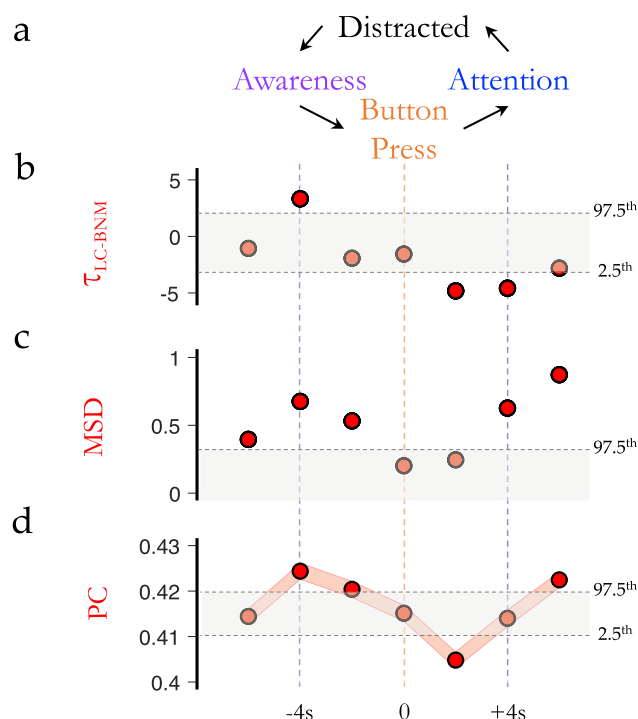 a
Distracted
Awareness
Attention
Button
Press
b
τLC-BNM
5
0
-5
97.5th
2.5th
c
MSD
1
0.5
0
97.5th
d
PC
0.43
0.42
0.41
0.4
97.5th
2.5th
-4s
0
+4s